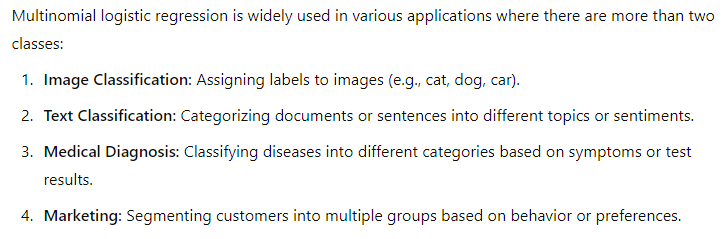 Multinomial logistic regression is widely used in various applications where there are more than two
classes:
1. Image Classification: Assigning labels to images (e.g., cat, dog, car).
2. Text Classification: Categorizing documents or sentences into different topics or sentiments.
3. Medical Diagnosis: Classifying diseases into different categories based on symptoms or test
results.
4. Marketing: Segmenting customers into multiple groups based on behavior or preferences.